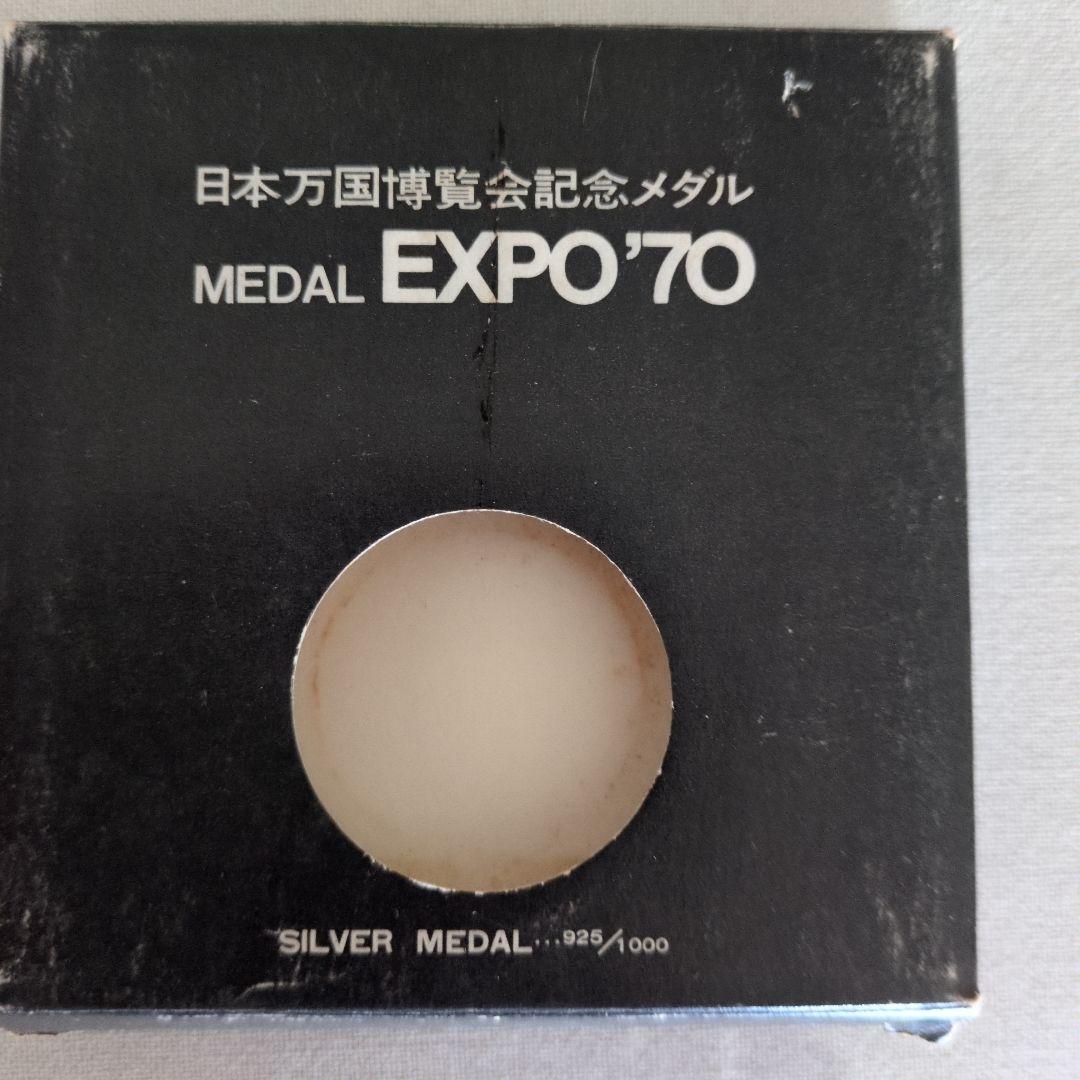 日本万国博覧会記念メダル
MEDAL EXPO'70
SILVER MEDAL...925/1000